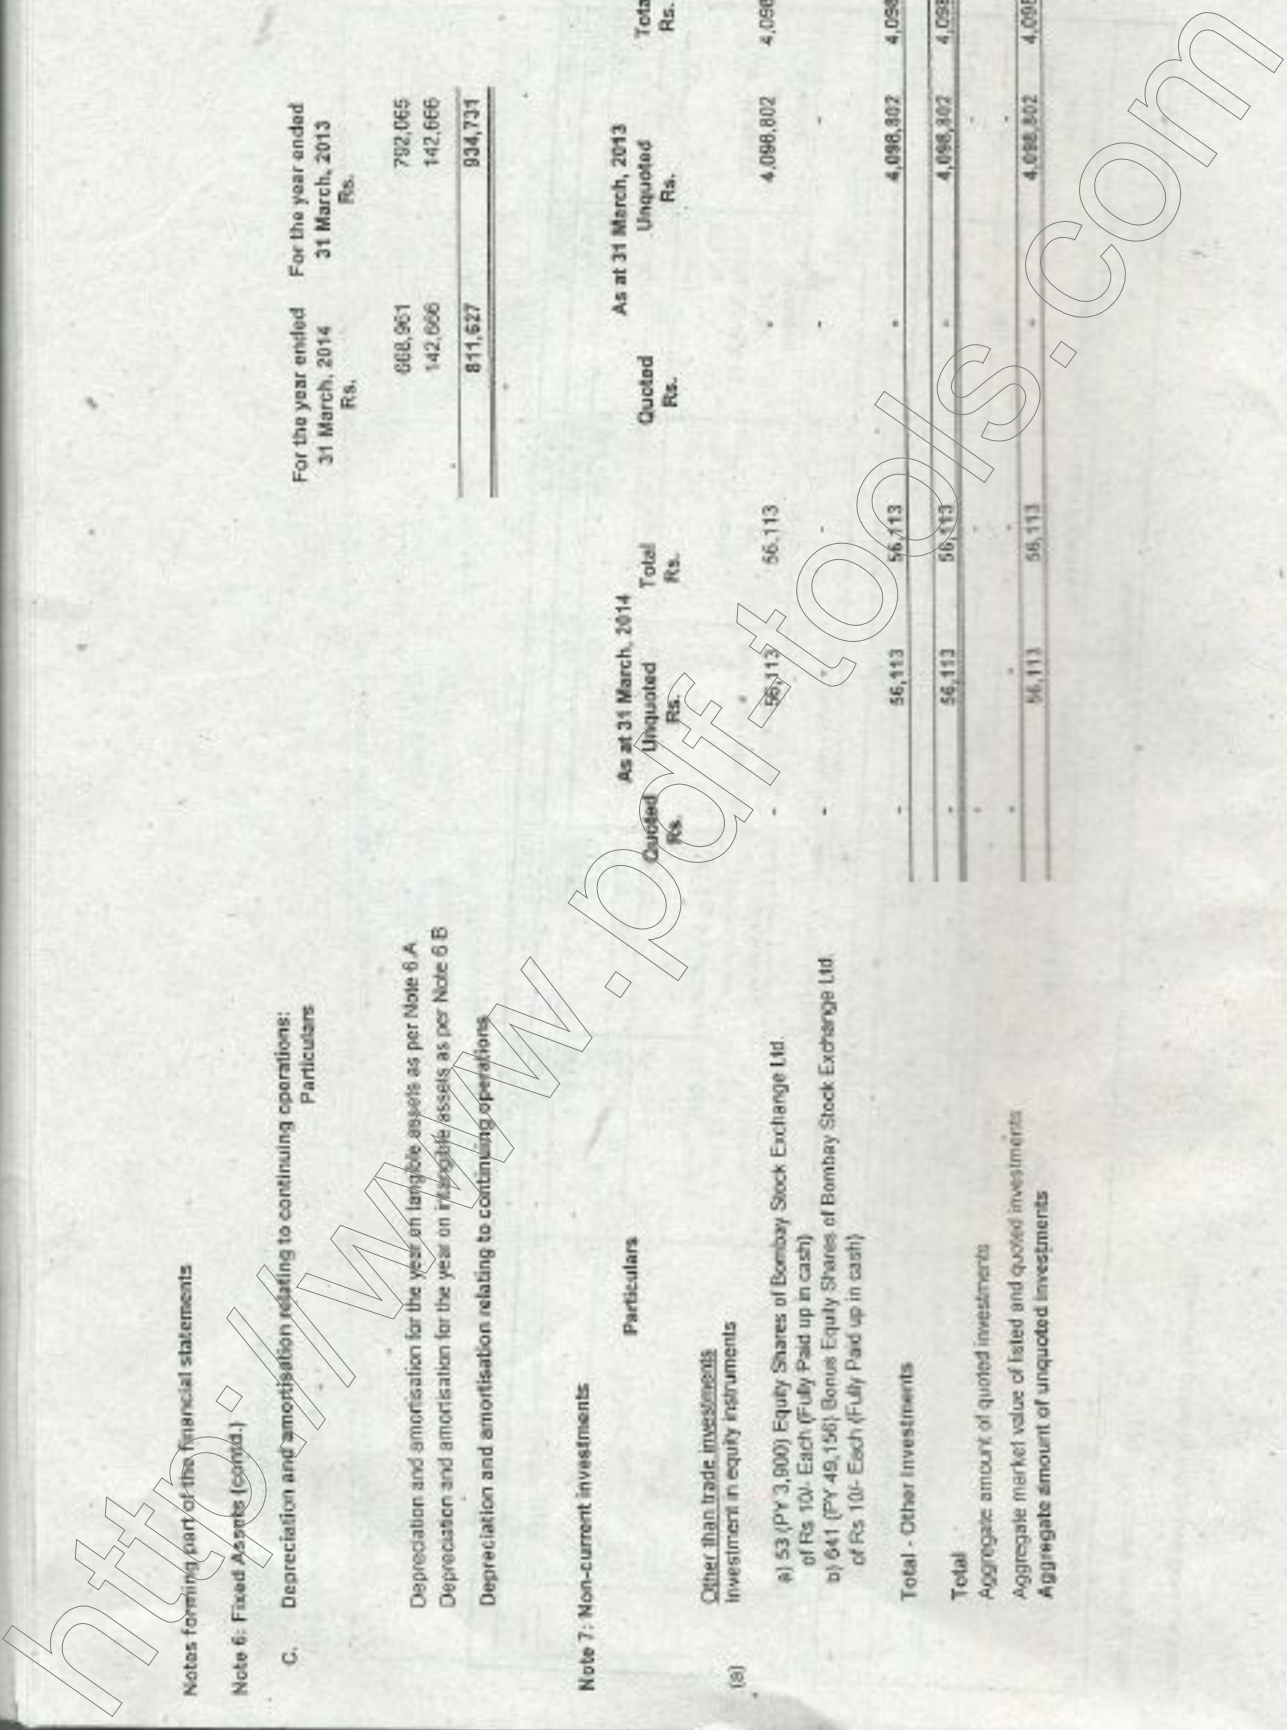 Notes forming part of the financial statements
Note 6: Fixed Assets (contd.)
C. Depreciation and amortisation relating to continuing operations:
Particulars For the year ended For the year ended
31 March, 2014 31 March, 2013
Rs. Rs.
Depreciation and amortisation for the year on tangible assets as per Note 6 A 668,961 792,065
Depreciation and amortisation for the year on intangible assets as per Note 6 B 142,666 142,666
Depreciation and amortisation relating to continuing operations 811,627 934,731
Note 7: Non-current investments
Particulars As at 31 March, 2014 As at 31 March, 2013
Quoted Unquoted Total Quoted Unquoted
Rs. Rs. Rs. Rs. Rs. Rs.
(a) Other than trade investments
Investment in equity instruments
a) 53 (PY 3,900) Equity Shares of Bombay Stock Exchange Ltd. - 56,113 56,113 - 4,098,802
of Rs 10/- Each (Fully Paid up in cash)
b) 641 (PY 49,156) Bonus Equity Shares of Bombay Stock Exchange Ltd. - - - - -
of Rs 10/- Each (Fully Paid up in cash)
Total - Other Investments - 56,113 56,113 - 4,098,802
Total - 56,113 56,113 - 4,098,802
Aggregate amount of quoted investments - - - -
Aggregate market value of listed and quoted investments - - - -
Aggregate amount of unquoted investments 56,113 56,113 - 4,098,802
http://www.pdf-tools.com